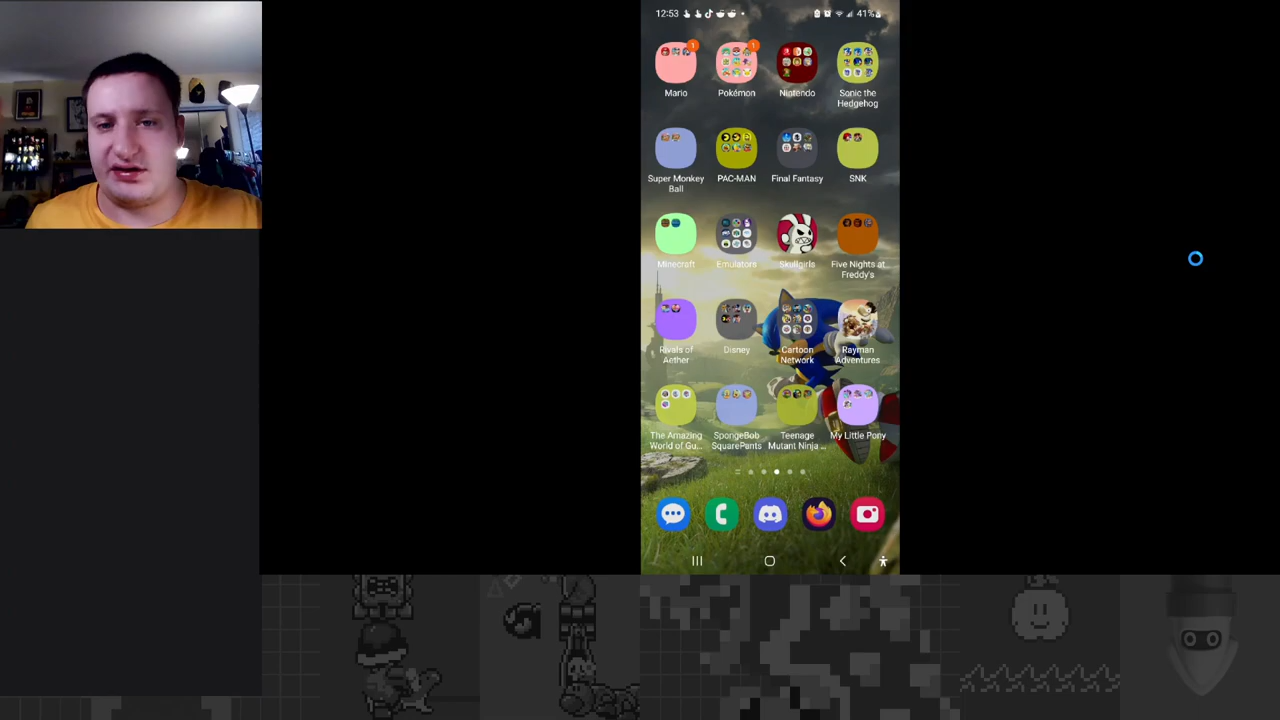 12:53
41%
1
1
Mario
Pokémon
Nintendo
Sonic the
Hedgehog
Super Monkey
Ball
PAC-MAN
Final Fantasy
SNK
Minecraft
Emulators
Skullgirls
Five Nights at
Freddy's
Rivals of
Aether
Disney
Cartoon
Network
Rayman
Adventures
The Amazing
World of Gu...
SpongeBob
SquarePants
Teenage
Mutant Ninja ...
My Little Pony